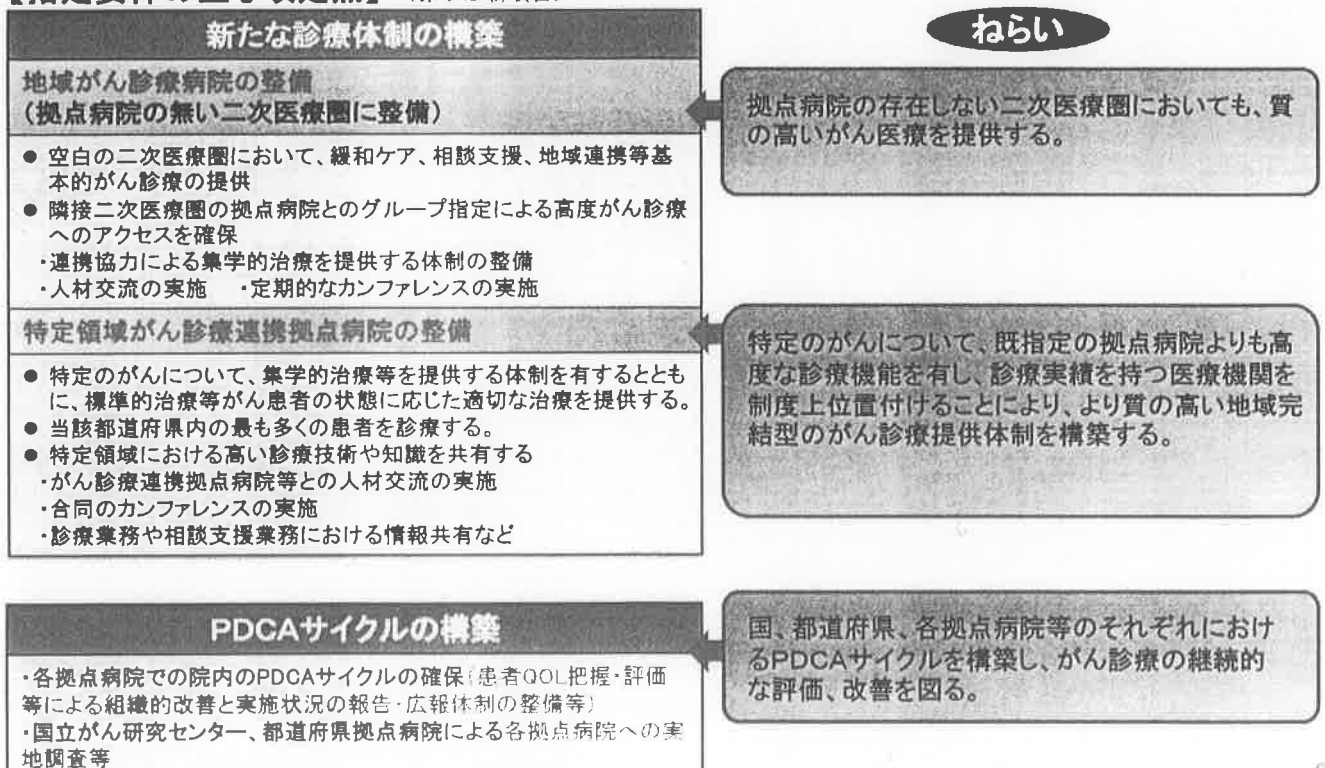 新たな診療体制の構築
地域がん診療病院の整備
(拠点病院の無い二次医療圏に整備)
● 空白の二次医療圏において、緩和ケア、相談支援、地域連携等基
本的がん診療の提供
● 隣接二次医療圏の拠点病院とのグループ指定による高度がん診療
へのアクセスを確保
・連携協力による集学的治療を提供する体制の整備
・人材交流の実施　・定期的なカンファレンスの実施
特定領域がん診療連携拠点病院の整備
● 特定のがんについて、集学的治療等を提供する体制を有するととも
に、標準的治療等がん患者の状態に応じた適切な治療を提供する。
● 当該都道府県内の最も多くの患者を診療する。
● 特定領域における高い診療技術や知識を共有する
・がん診療連携拠点病院等との人材交流の実施
・合同のカンファレンスの実施
・診療業務や相談支援業務における情報共有など
PDCAサイクルの構築
・各拠点病院での院内のPDCAサイクルの確保(患者QOL把握・評価
等による組織的改善と実施状況の報告・広報体制の整備等)
・国立がん研究センター、都道府県拠点病院による各拠点病院への実
地調査等
ねらい
拠点病院の存在しない二次医療圏においても、質
の高いがん医療を提供する。
特定のがんについて、既指定の拠点病院よりも高
度な診療機能を有し、診療実績を持つ医療機関を
制度上位置付けることにより、より質の高い地域完
結型のがん診療提供体制を構築する。
国、都道府県、各拠点病院等のそれぞれにおけ
るPDCAサイクルを構築し、がん診療の継続的
な評価、改善を図る。